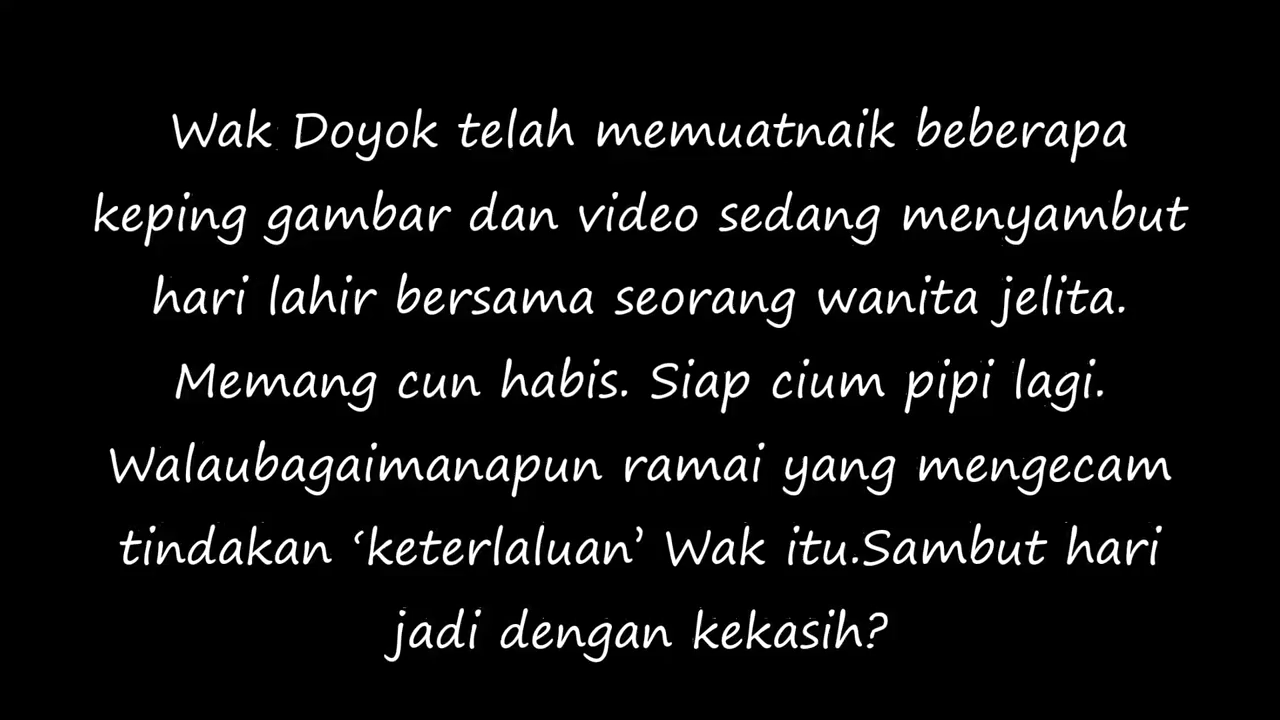 Wak Doyok telah memuatnaik beberapa
keping gambar dan video sedang menyambut
hari lahir bersama seorang wanita jelita.
Memang cun habis. Siap cium pipi lagi.
Walaubagaimanapun ramai yang mengecam
tindakan ‘keterlaluan’ Wak itu.Sambut hari
jadi dengan kekasih?